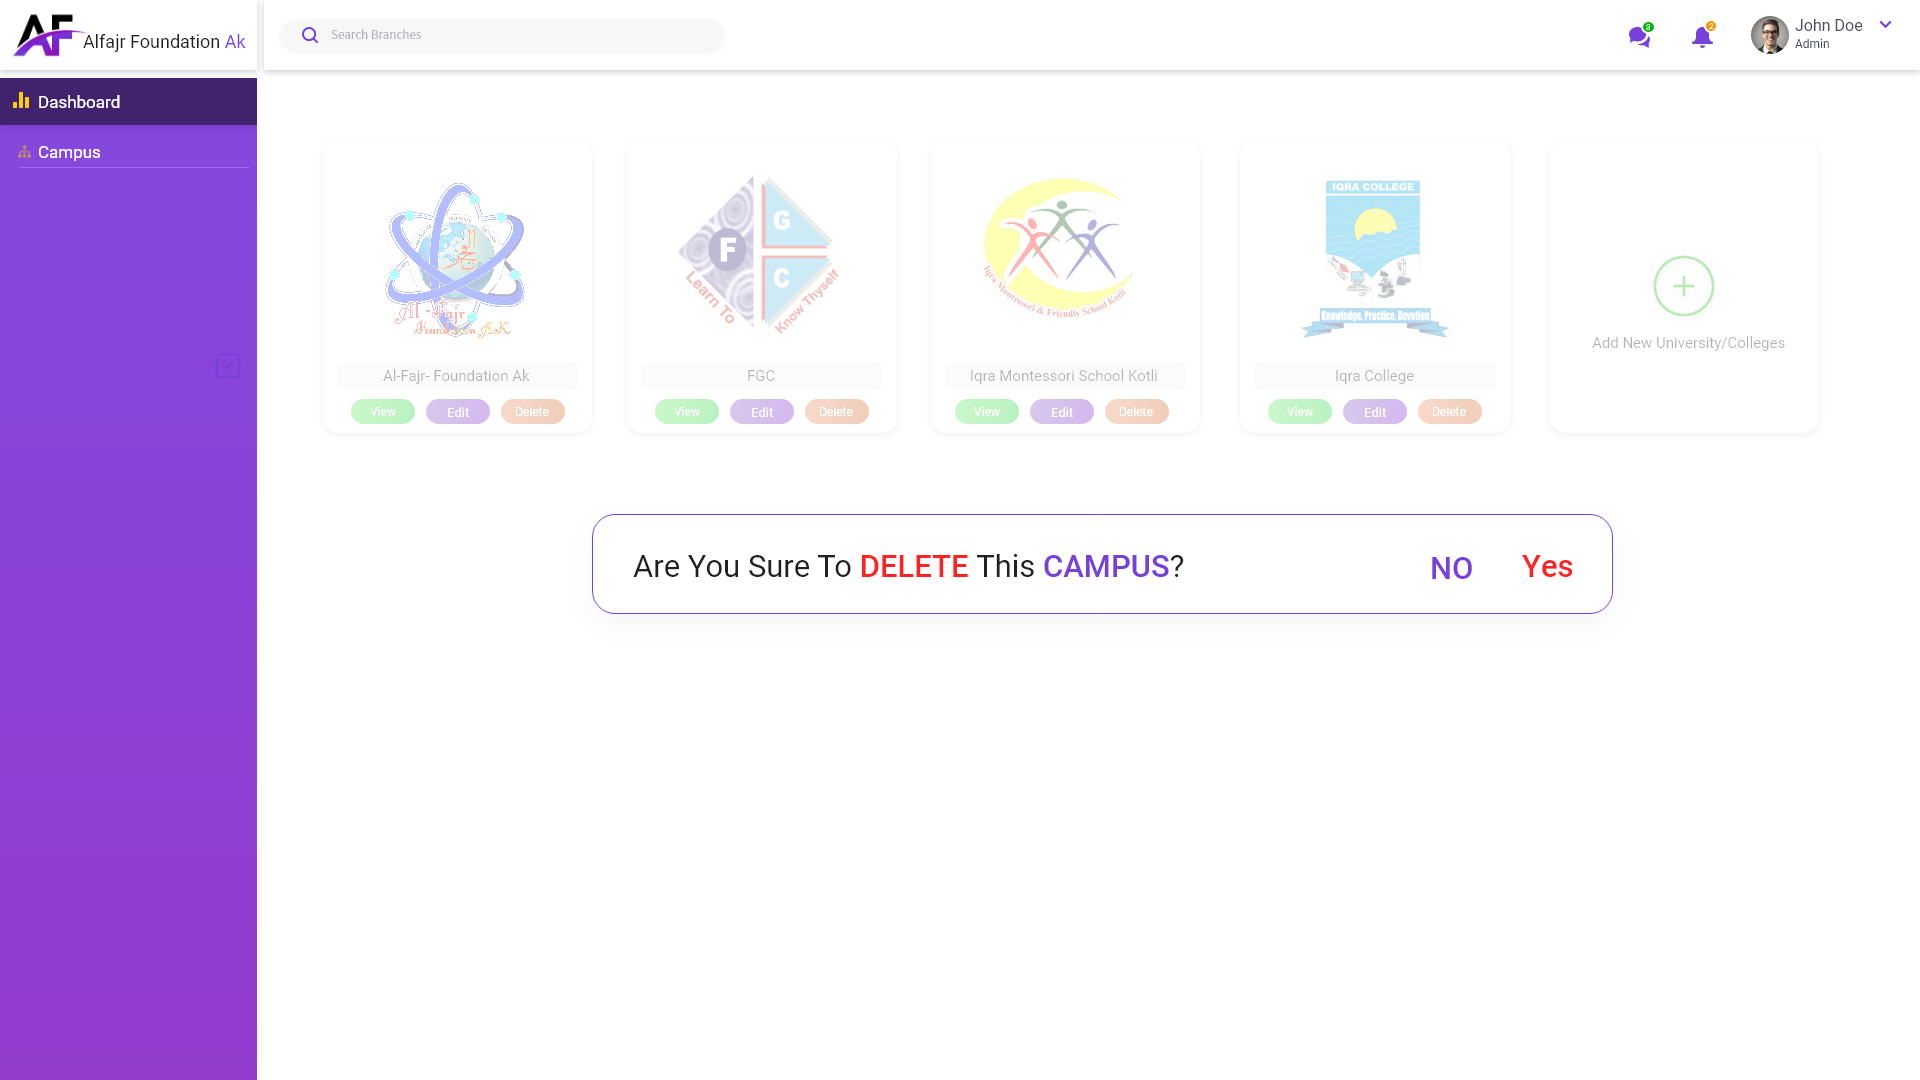 AF Alfajr Foundation Ak
Search Branches
3
2
John Doe
Admin
Dashboard
Campus
Al-Fajr
Foundation AK
F G C
Learn To Know Thyself
Iqra Montessori & Friendly School Kotli
IQRA COLLEGE
Knowledge, Practice, Devotion
Add New University/Colleges
Al-Fajr- Foundation Ak
FGC
Iqra Montessori School Kotli
Iqra College
View Edit Delete
View Edit Delete
View Edit Delete
View Edit Delete
Are You Sure To DELETE This CAMPUS? NO Yes